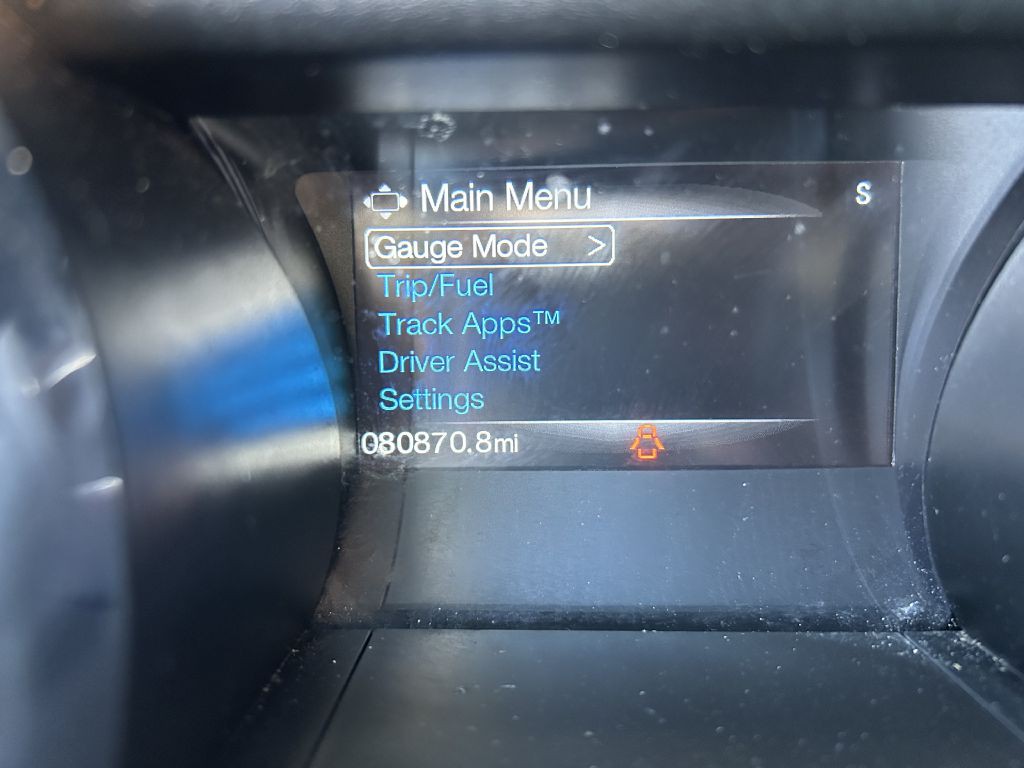 Main Menu S
Gauge Mode >
Trip/Fuel
Track Apps™
Driver Assist
Settings
080870.8mi